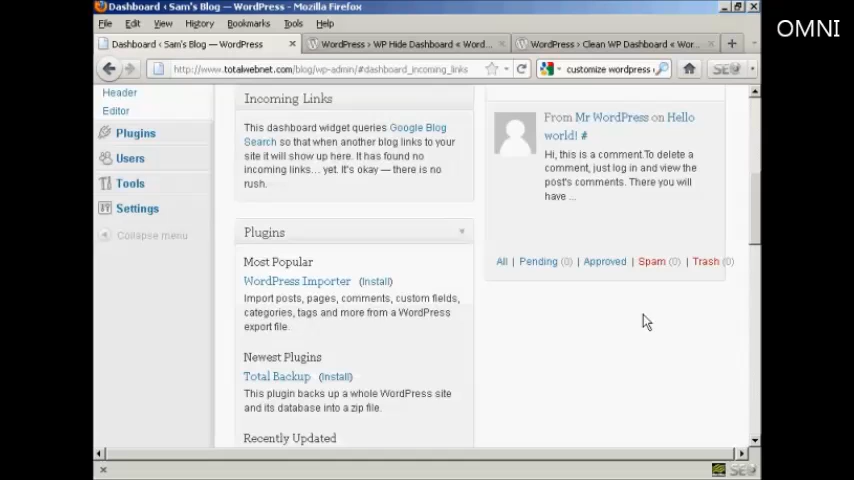 Dashboard ‹ Sam's Blog — WordPress - Mozilla Firefox
OMNI
File Edit View History Bookmarks Tools Help
Dashboard ‹ Sam's Blog — WordPress × WordPress › WP Hide Dashboard « Word... × WordPress › Clean WP Dashboard « Wor... × +
http://www.totalwebnet.com/blog/wp-admin/#dashboard_incoming_links customize wordpress SEO
Header
Editor
Plugins
Users
Tools
Settings
Collapse menu
Incoming Links
This dashboard widget queries Google Blog
Search so that when another blog links to your
site it will show up here. It has found no
incoming links… yet. It's okay — there is no
rush.
Plugins
Most Popular
WordPress Importer (Install)
Import posts, pages, comments, custom fields,
categories, tags and more from a WordPress
export file.
Newest Plugins
Total Backup (Install)
This plugin backs up a whole WordPress site
and its database into a zip file.
Recently Updated
From Mr WordPress on Hello
world! #
Hi, this is a comment.To delete a
comment, just log in and view the
post's comments. There you will
have ...
All | Pending (0) | Approved | Spam (0) | Trash (0)
SEO